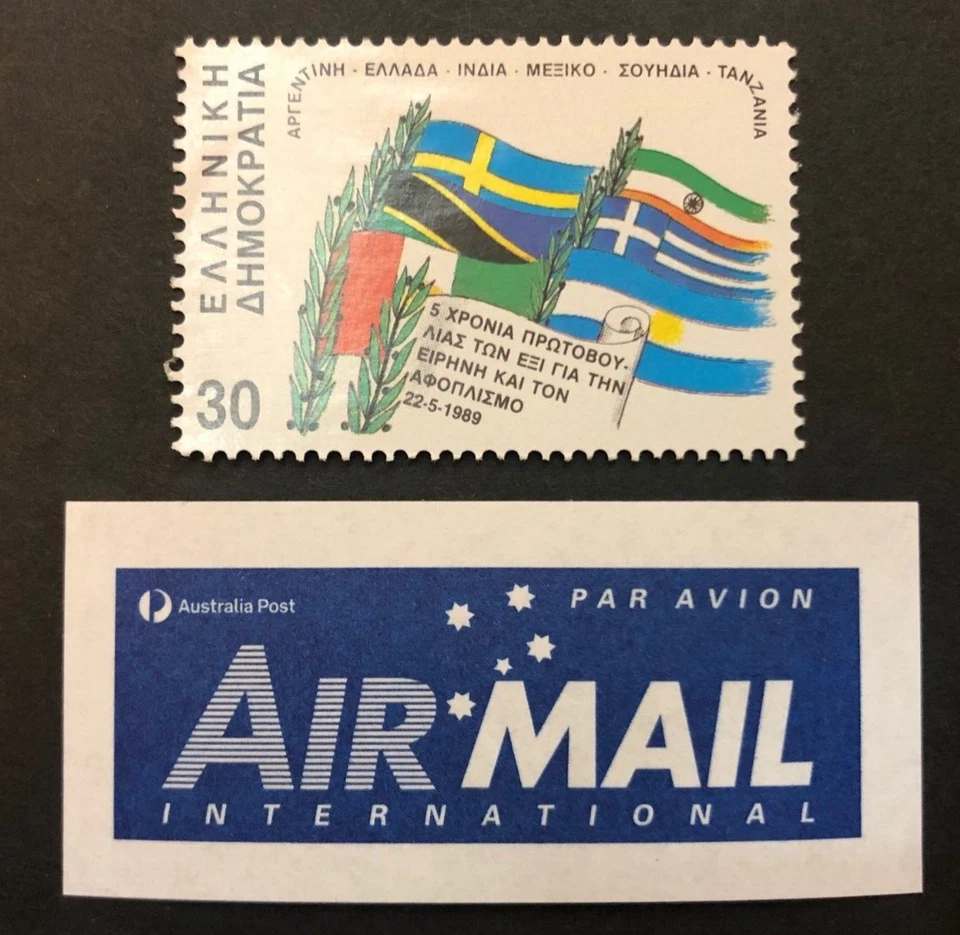 ΑΡΓΕΝΤΙΝΗ · ΕΛΛΑΔΑ · ΙΝΔΙΑ · ΜΕΞΙΚΟ · ΣΟΥΗΔΙΑ · ΤΑΝΖΑΝΙΑ
ΕΛΛΗΝΙΚΗ
ΔΗΜΟΚΡΑΤΙΑ
30
5 ΧΡΟΝΙΑ ΠΡΩΤΟΒΟΥ-
ΛΙΑΣ ΤΩΝ ΕΞΙ ΓΙΑ ΤΗΝ
ΕΙΡΗΝΗ ΚΑΙ ΤΟΝ
ΑΦΟΠΛΙΣΜΟ
22-5-1989
Australia Post
PAR AVION
AIR MAIL
INTERNATIONAL